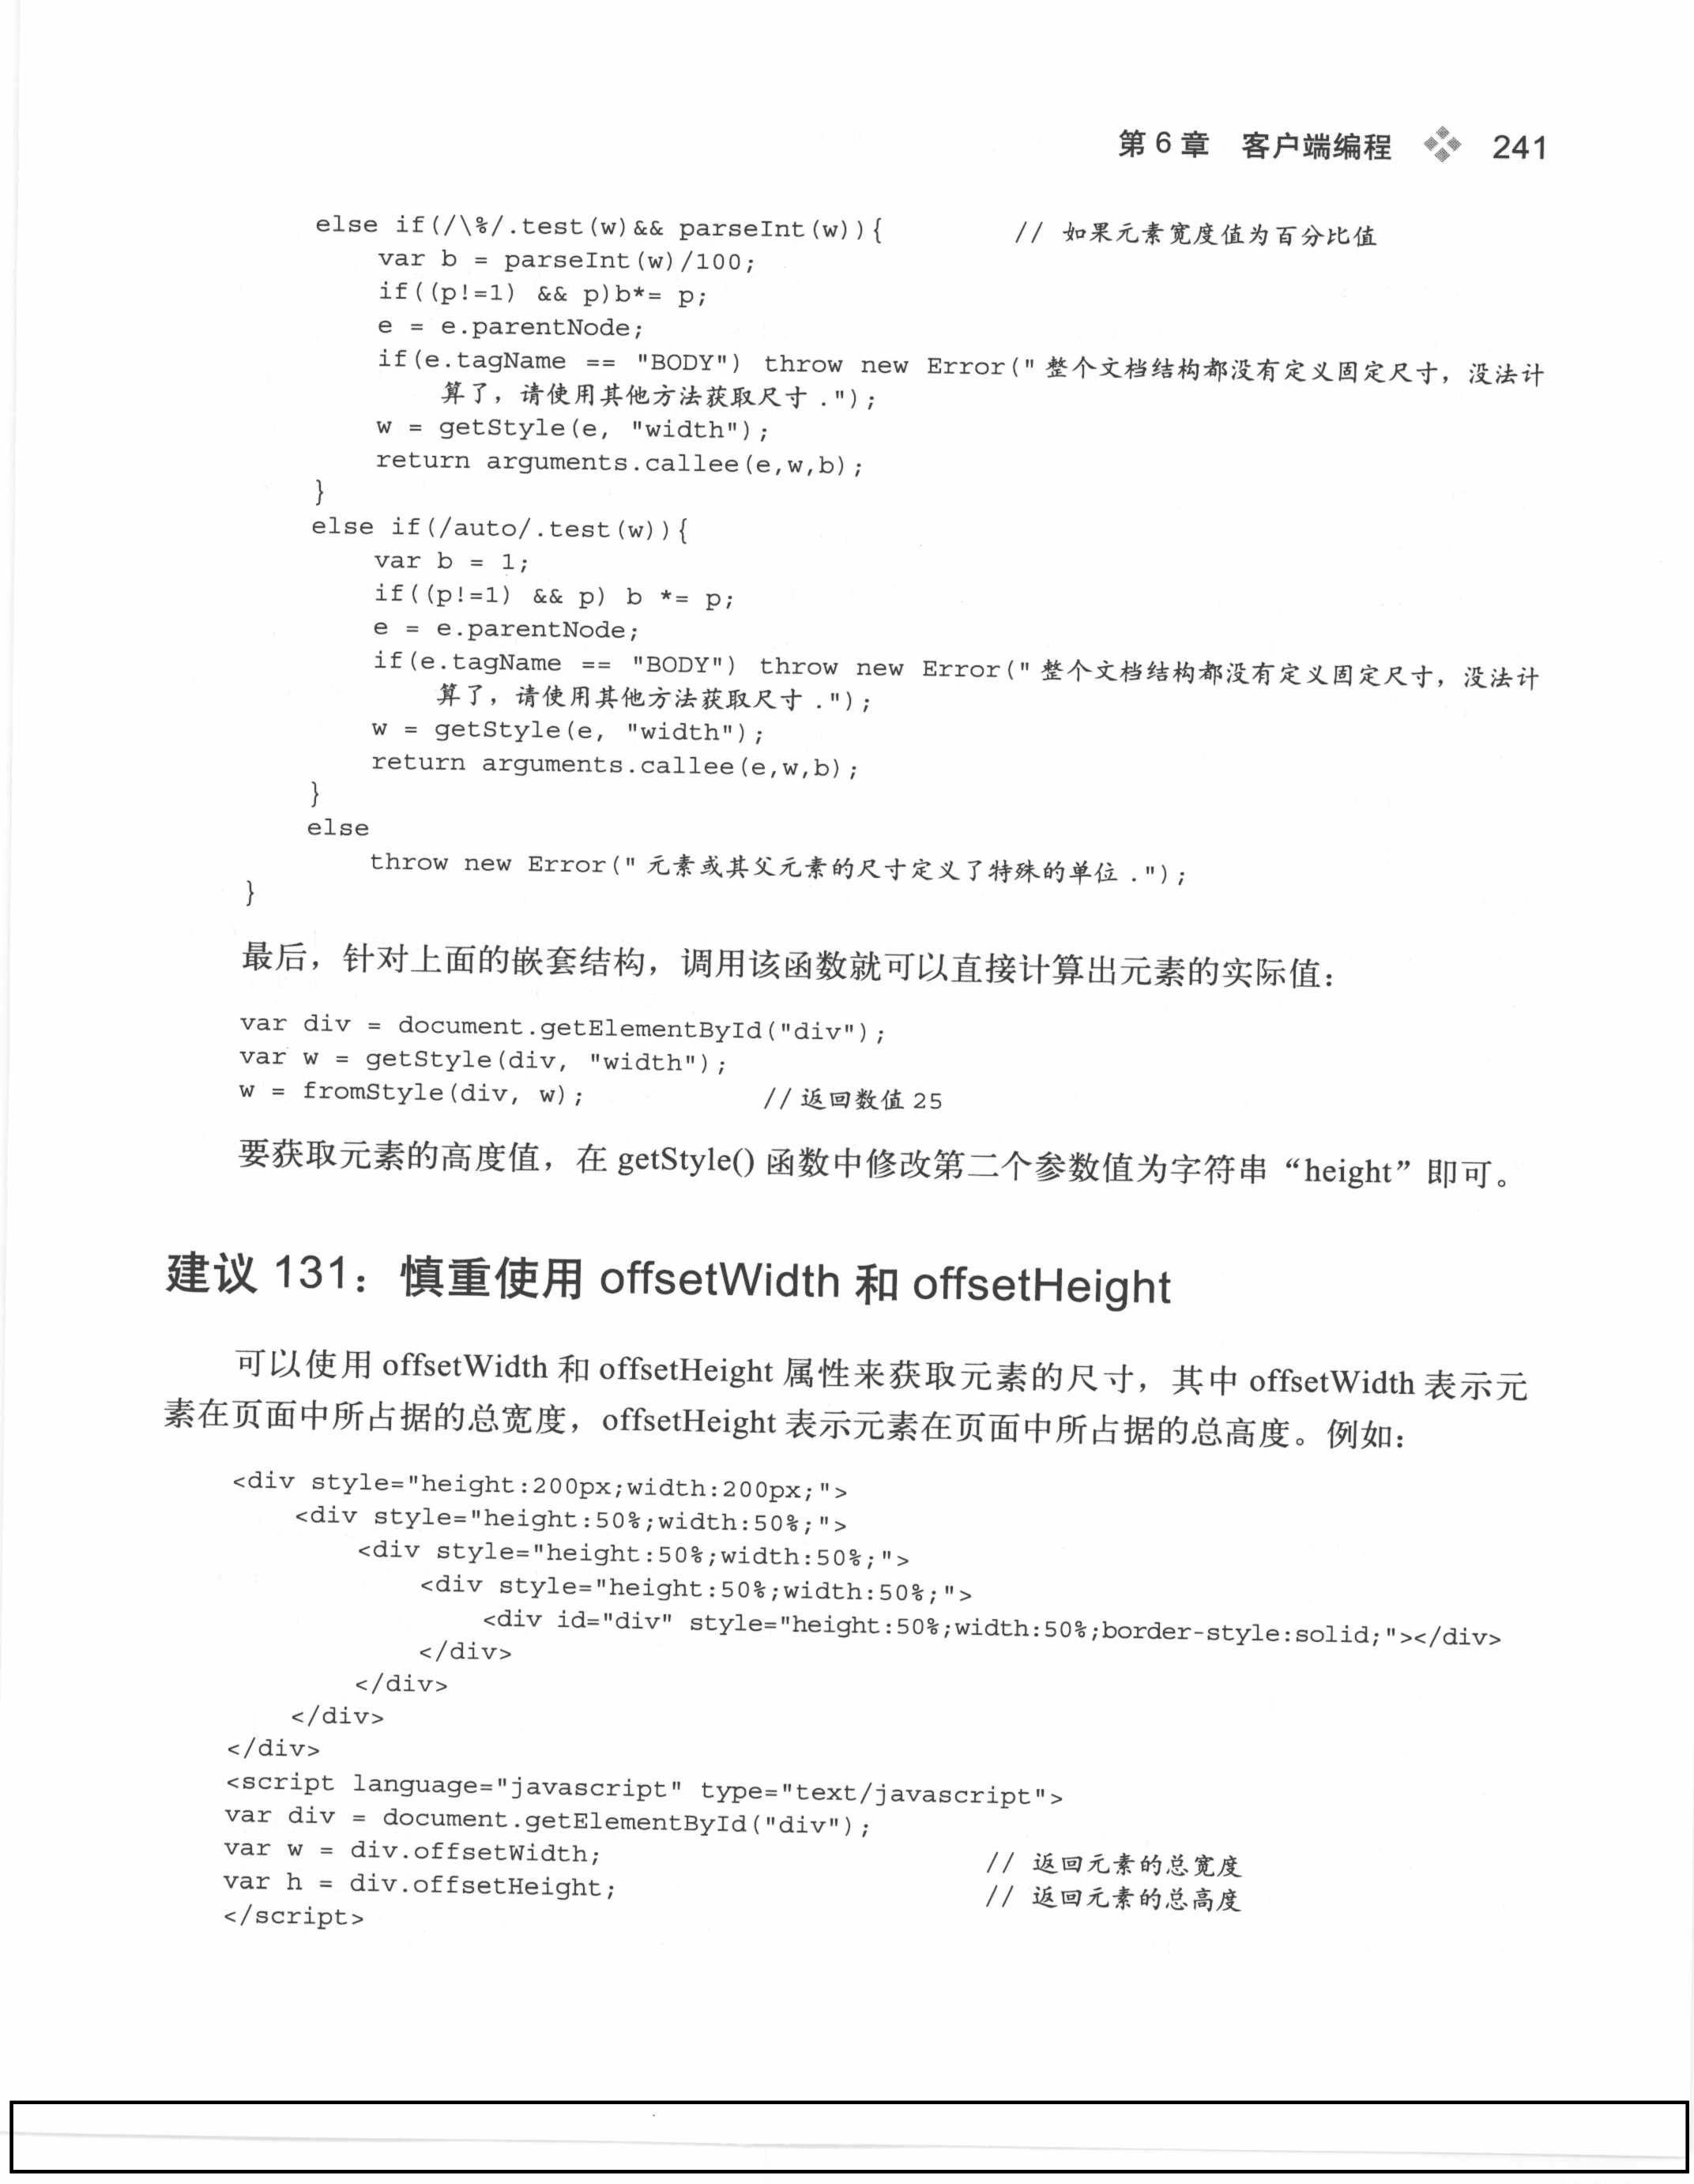 第 6 章 客户端编程 241
else if(/\%/.test(w)&& parseInt(w)){ // 如果元素宽度值为百分比值
var b = parseInt(w)/100;
if((p!=1) && p)b*= p;
e = e.parentNode;
if(e.tagName == "BODY") throw new Error("整个文档结构都没有定义固定尺寸，没法计
算了，请使用其他方法获取尺寸.");
w = getStyle(e, "width");
return arguments.callee(e,w,b);
}
else if(/auto/.test(w)){
var b = 1;
if((p!=1) && p) b *= p;
e = e.parentNode;
if(e.tagName == "BODY") throw new Error("整个文档结构都没有定义固定尺寸，没法计
算了，请使用其他方法获取尺寸.");
w = getStyle(e, "width");
return arguments.callee(e,w,b);
}
else
throw new Error("元素或其父元素的尺寸定义了特殊的单位.");
}
最后，针对上面的嵌套结构，调用该函数就可以直接计算出元素的实际值：
var div = document.getElementById("div");
var w = getStyle(div, "width");
w = fromStyle(div, w); //返回数值25
要获取元素的高度值，在 getStyle() 函数中修改第二个参数值为字符串“height”即可。
建议 131：慎重使用 offsetWidth 和 offsetHeight
可以使用 offsetWidth 和 offsetHeight 属性来获取元素的尺寸，其中 offsetWidth 表示元
素在页面中所占据的总宽度，offsetHeight 表示元素在页面中所占据的总高度。例如：
<div style="height:200px;width:200px;">
<div style="height:50%;width:50%;">
<div style="height:50%;width:50%;">
<div style="height:50%;width:50%;">
<div id="div" style="height:50%;width:50%;border-style:solid;"></div>
</div>
</div>
</div>
</div>
<script language="javascript" type="text/javascript">
var div = document.getElementById("div");
var w = div.offsetWidth; // 返回元素的总宽度
var h = div.offsetHeight; // 返回元素的总高度
</script>